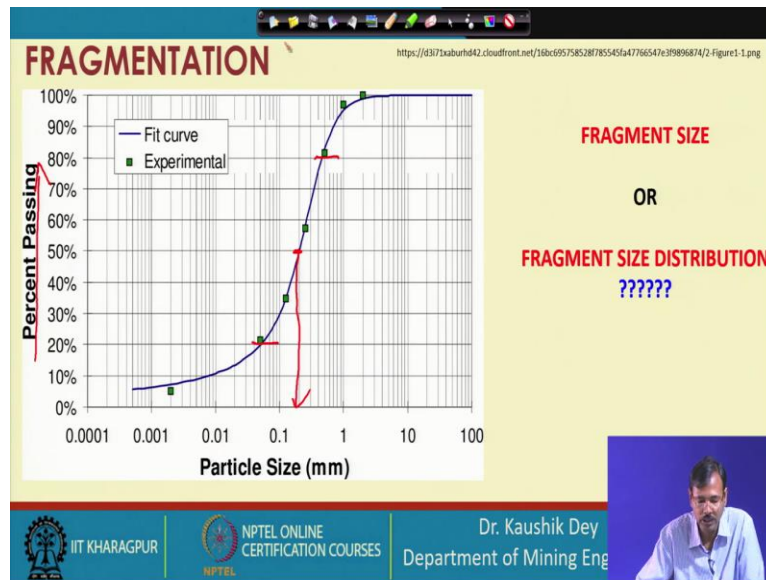 FRAGMENTATION
https://d3i71xaburhd42.cloudfront.net/16bc695758528f785545fa47766547e3f9896874/2-Figure1-1.png
100%
90%
80%
70%
60%
50%
40%
30%
20%
10%
0%
Percent Passing
Fit curve
Experimental
0.0001 0.001 0.01 0.1 1 10 100
Particle Size (mm)
FRAGMENT SIZE
OR
FRAGMENT SIZE DISTRIBUTION
??????
IIT KHARAGPUR
NPTEL
NPTEL ONLINE
CERTIFICATION COURSES
Dr. Kaushik Dey
Department of Mining Eng